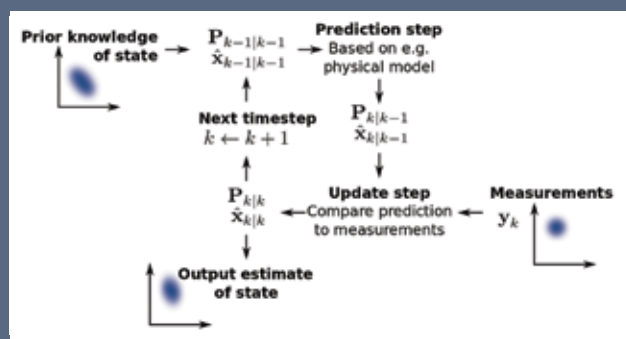 Prior knowledge
of state
P_{k-1|k-1}
x̂_{k-1|k-1}
Prediction step
Based on e.g.
physical model
Next timestep
k ← k + 1
P_{k|k-1}
x̂_{k|k-1}
P_{k|k}
x̂_{k|k}
Update step
Compare prediction
to measurements
Measurements
y_k
Output estimate
of state